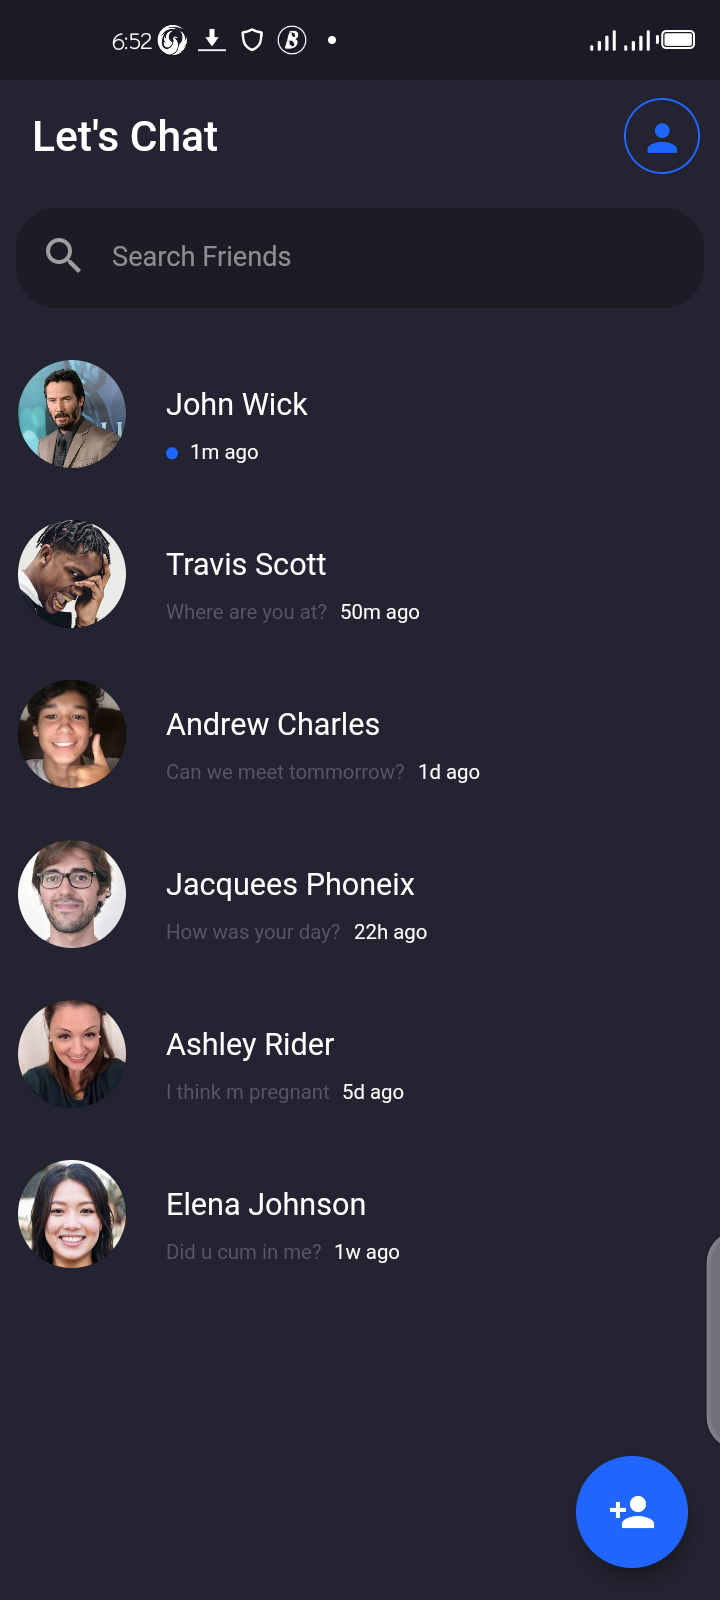 6:52
Let's Chat
Search Friends
John Wick
1m ago
Travis Scott
Where are you at? 50m ago
Andrew Charles
Can we meet tommorrow? 1d ago
Jacquees Phoneix
How was your day? 22h ago
Ashley Rider
I think m pregnant 5d ago
Elena Johnson
Did u cum in me? 1w ago